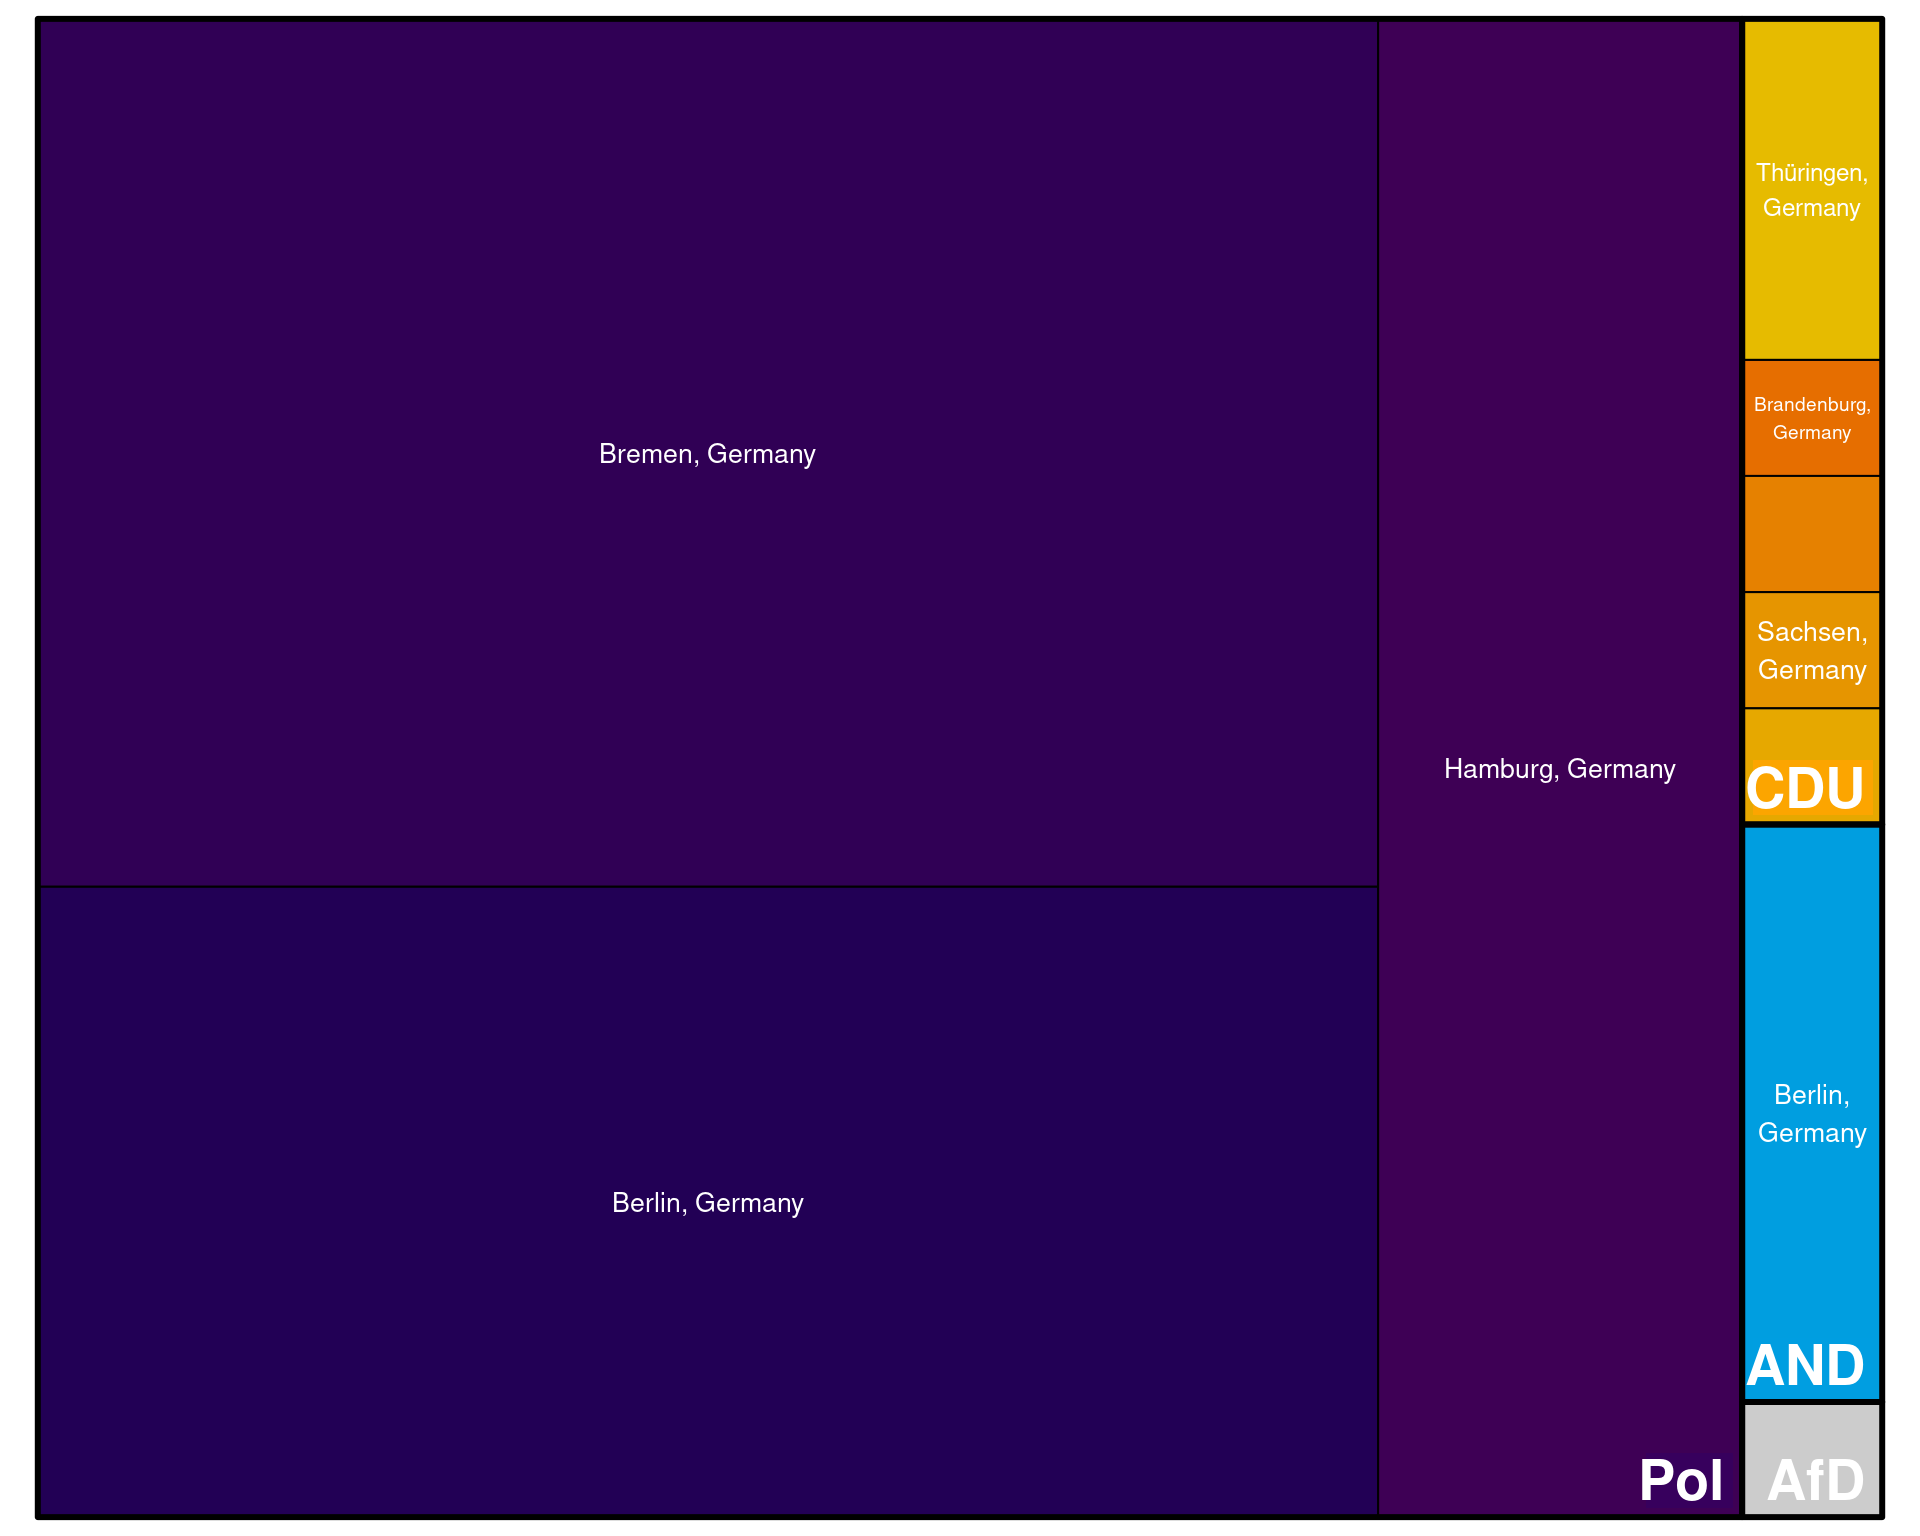 Bremen, Germany
Berlin, Germany
Hamburg, Germany
Pol
Thüringen,
Germany
Brandenburg,
Germany
Sachsen,
Germany
CDU
Berlin,
Germany
AND
AfD